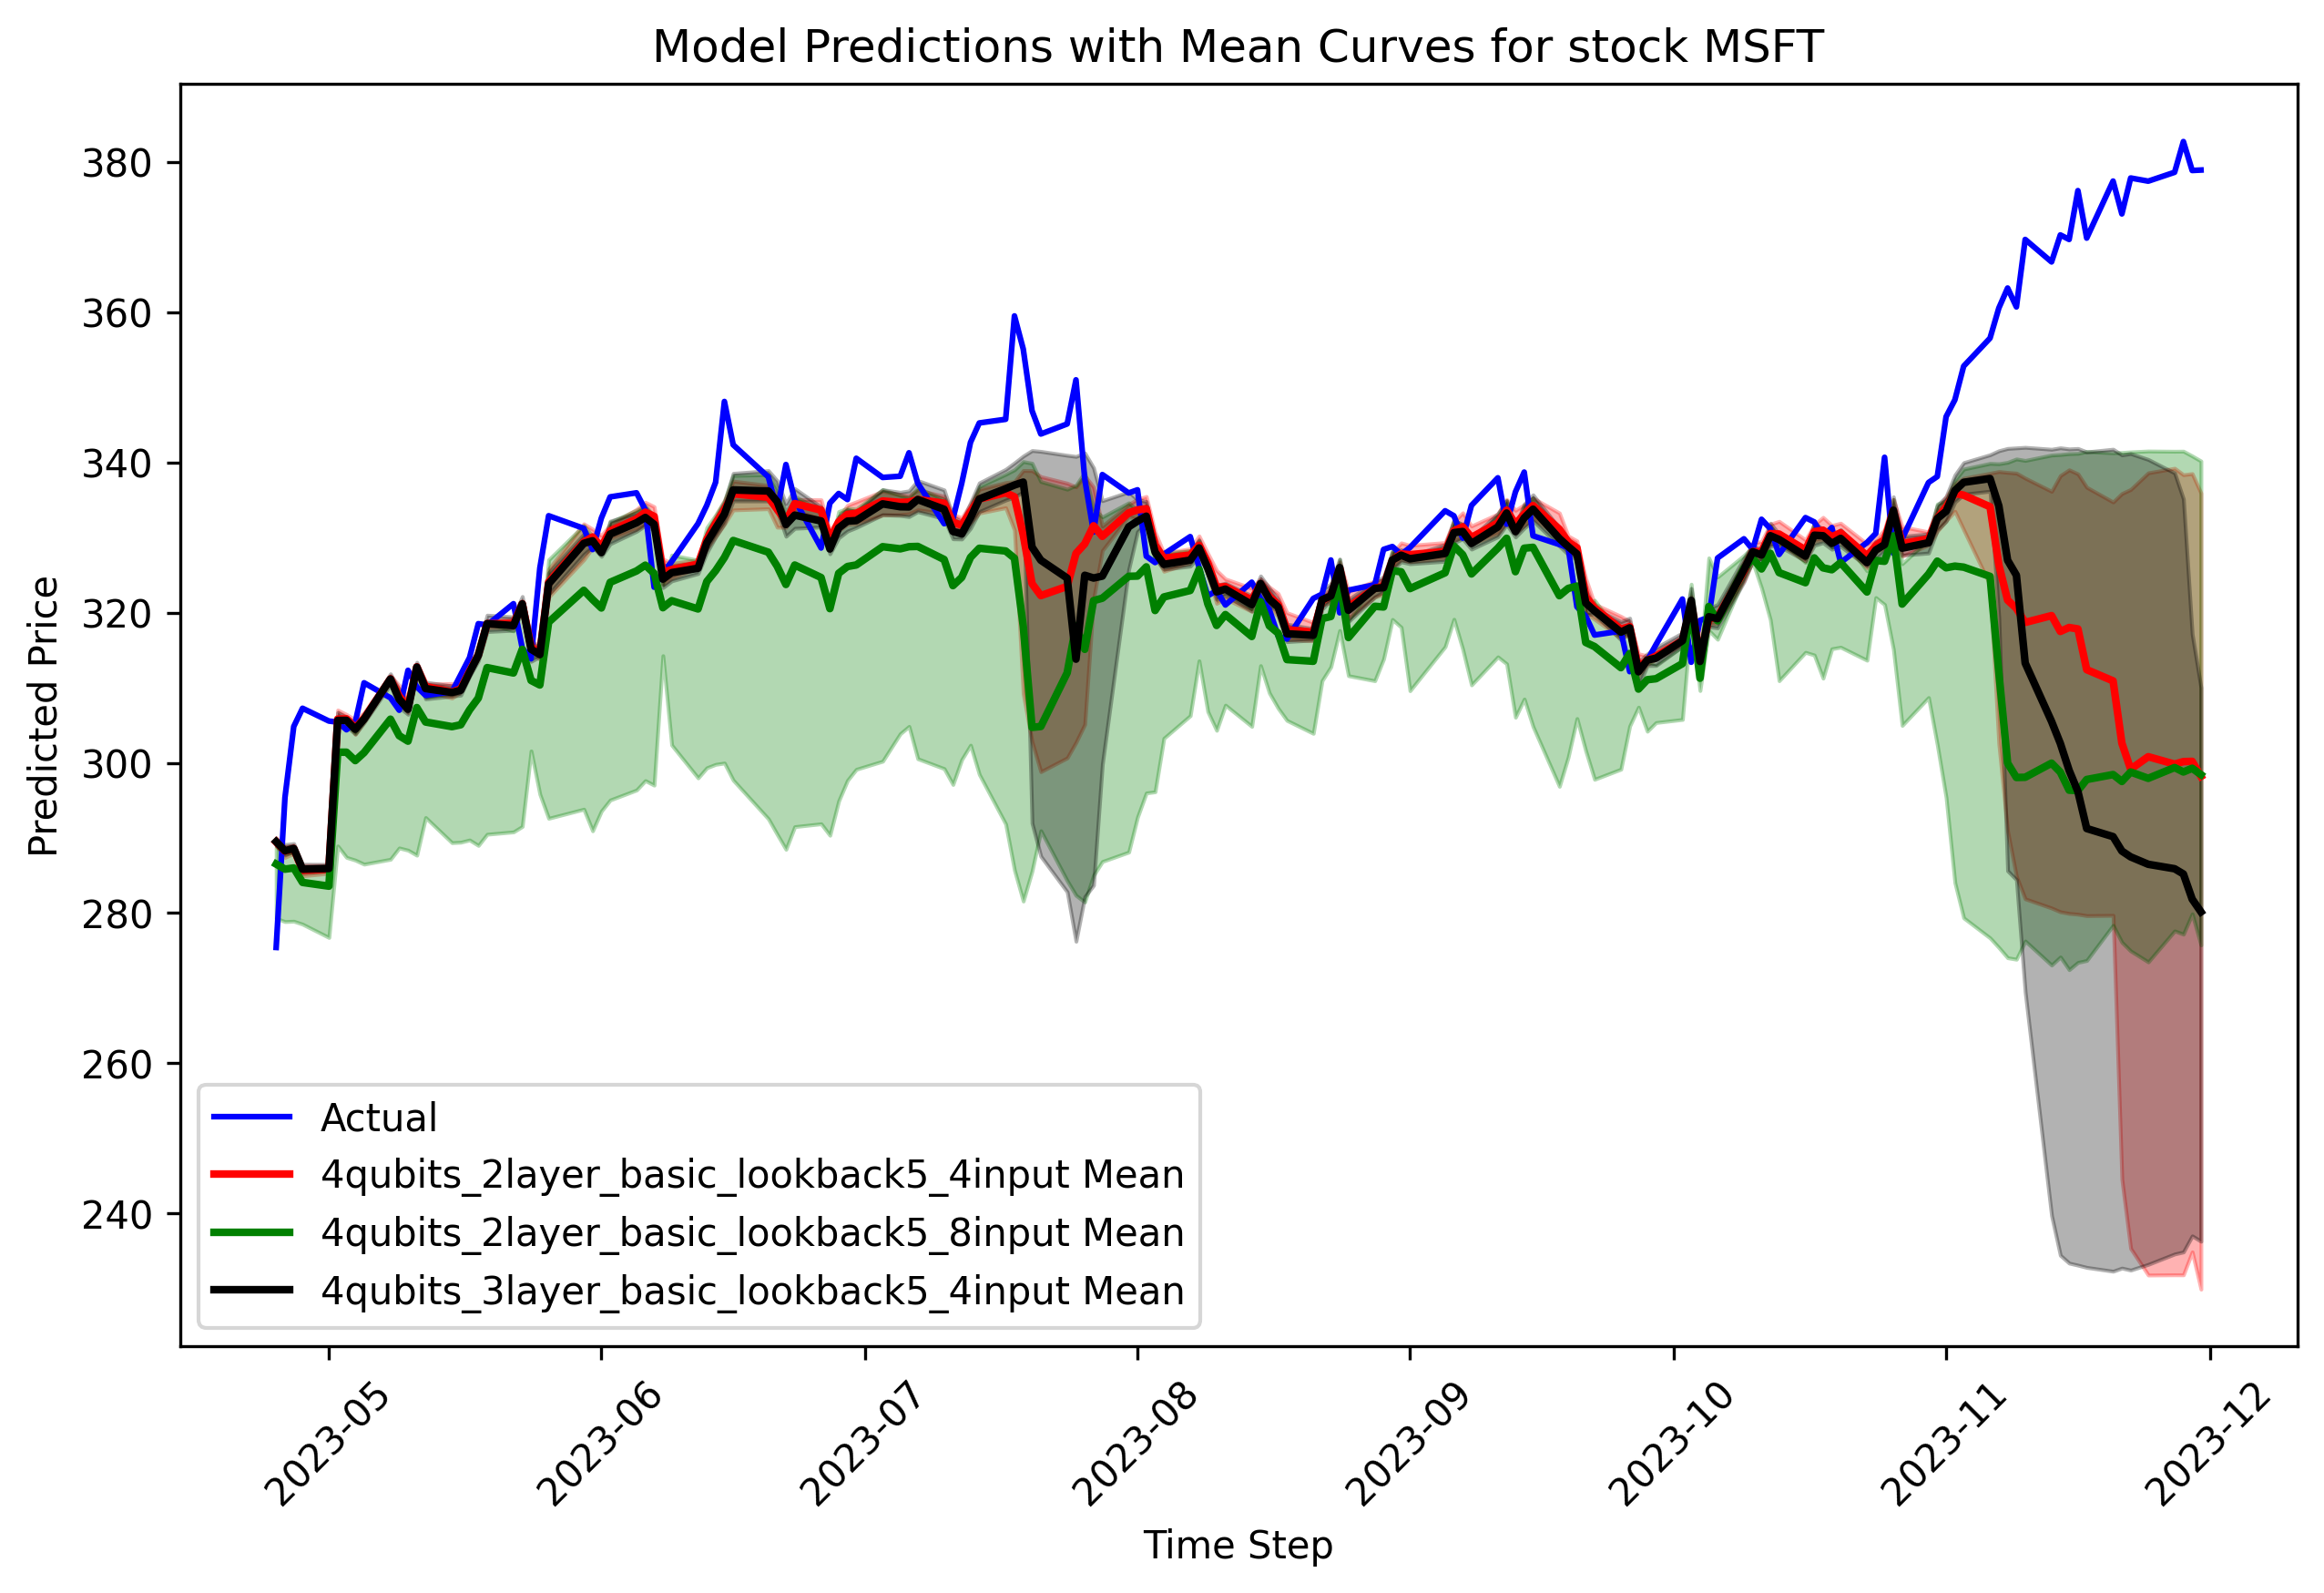 Model Predictions with Mean Curves for stock MSFT
Predicted Price
380
360
340
320
300
280
260
240
Actual
4qubits_2layer_basic_lookback5_4input Mean
4qubits_2layer_basic_lookback5_8input Mean
4qubits_3layer_basic_lookback5_4input Mean
2023-05
2023-06
2023-07
2023-08
2023-09
2023-10
2023-11
2023-12
Time Step